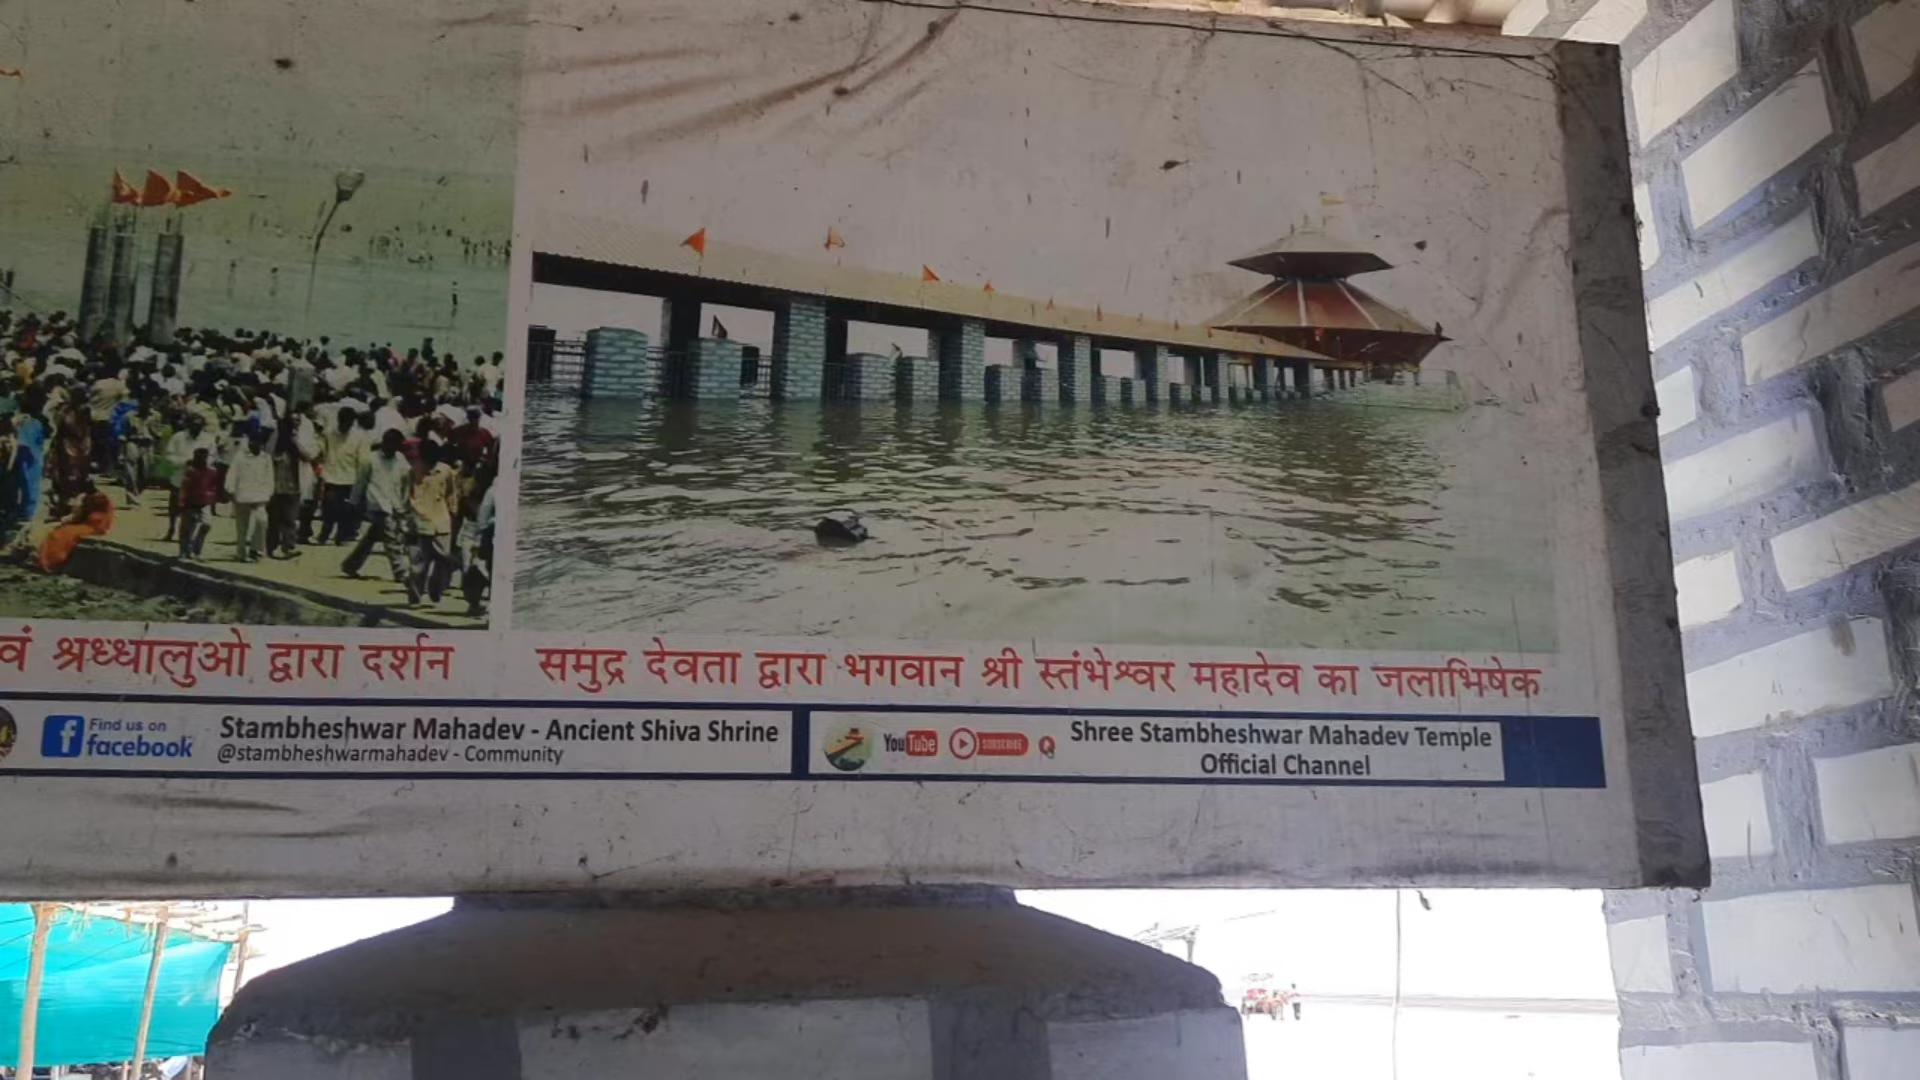 वं श्रध्धालुओ द्वारा दर्शन
समुद्र देवता द्वारा भगवान श्री स्तंभेश्वर महादेव का जलाभिषेक
Find us on
facebook
Stambheshwar Mahadev - Ancient Shiva Shrine
@stambheshwarmahadev - Community
YouTube
SUBSCRIBE
Shree Stambheshwar Mahadev Temple
Official Channel